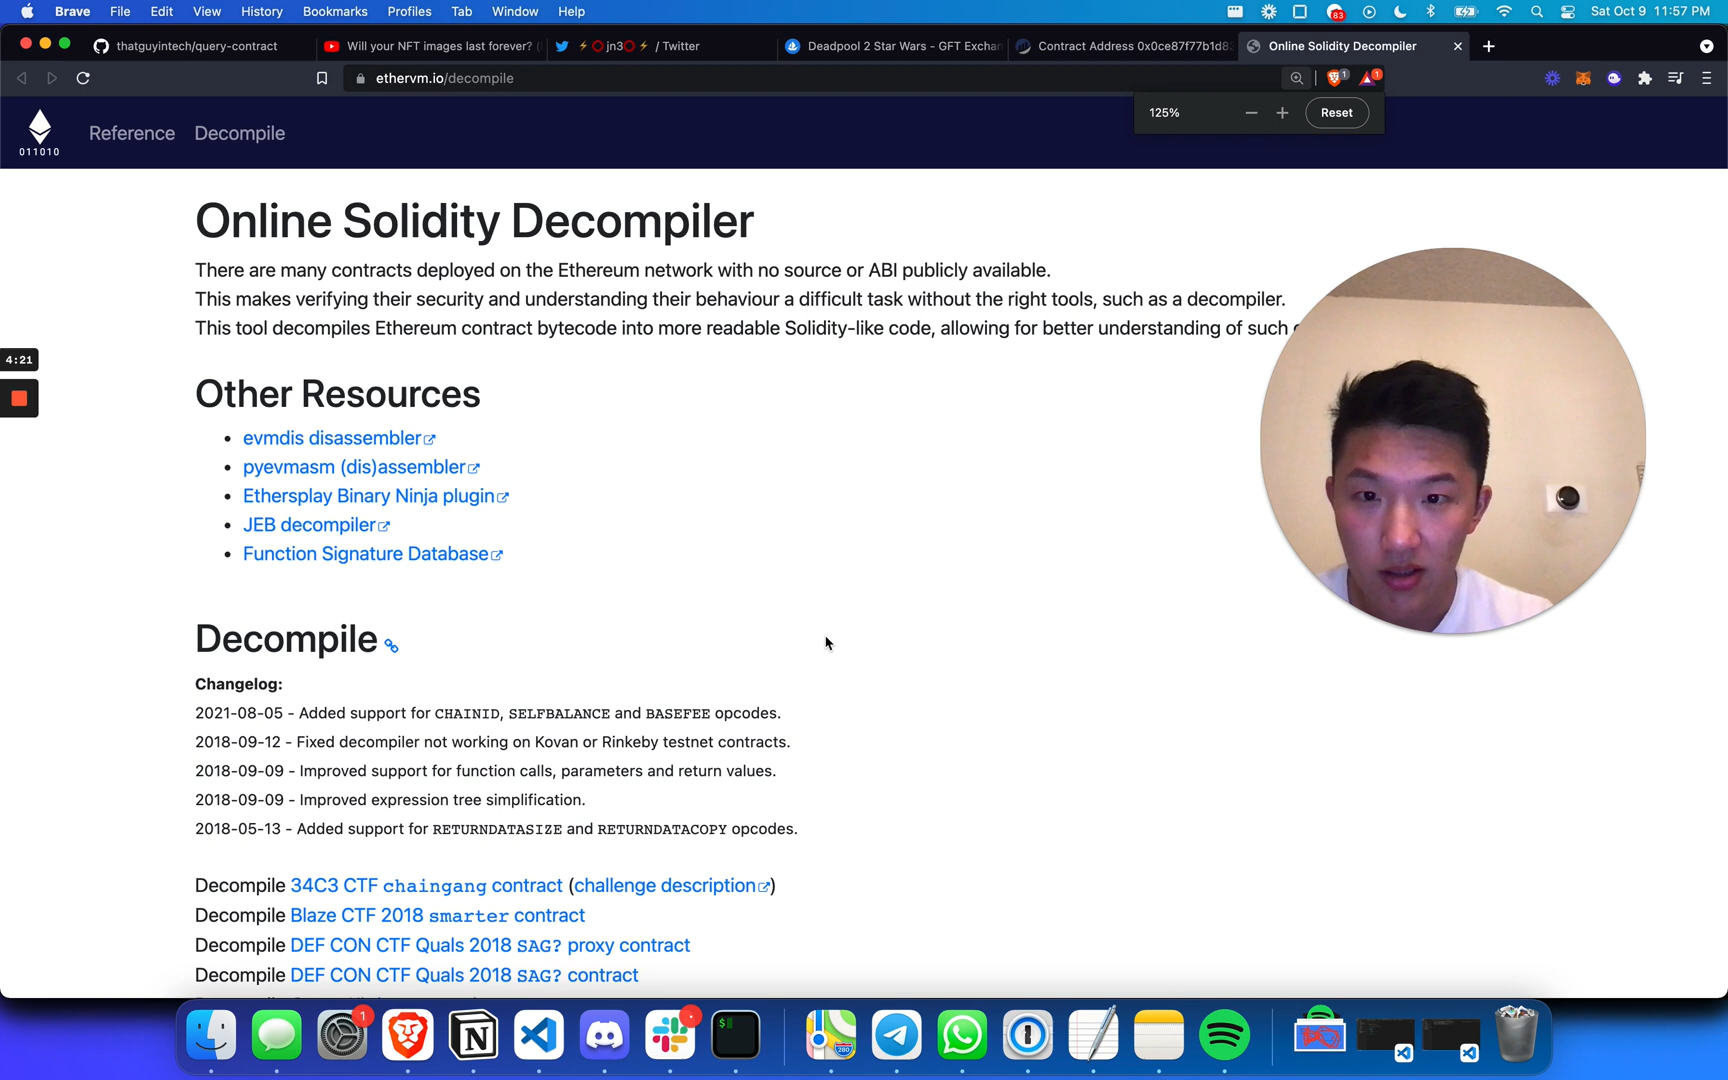 Brave File Edit View History Bookmarks Profiles Tab Window Help
83
Sat Oct 9 11:57 PM
thatguyintech/query-contract
Will your NFT images last forever? (
jn3 / Twitter
Deadpool 2 Star Wars - GFT Exchan
Contract Address 0x0ce87f77b1d8
Online Solidity Decompiler
ethervm.io/decompile
1
1
125%
Reset
011010
Reference Decompile
Online Solidity Decompiler
There are many contracts deployed on the Ethereum network with no source or ABI publicly available.
This makes verifying their security and understanding their behaviour a difficult task without the right tools, such as a decompiler.
This tool decompiles Ethereum contract bytecode into more readable Solidity-like code, allowing for better understanding of such
4:21
Other Resources
evmdis disassembler
pyevmasm (dis)assembler
Ethersplay Binary Ninja plugin
JEB decompiler
Function Signature Database
Decompile
Changelog:
2021-08-05 - Added support for CHAINID, SELFBALANCE and BASEFEE opcodes.
2018-09-12 - Fixed decompiler not working on Kovan or Rinkeby testnet contracts.
2018-09-09 - Improved support for function calls, parameters and return values.
2018-09-09 - Improved expression tree simplification.
2018-05-13 - Added support for RETURNDATASIZE and RETURNDATACOPY opcodes.
Decompile 34C3 CTF chaingang contract (challenge description)
Decompile Blaze CTF 2018 smarter contract
Decompile DEF CON CTF Quals 2018 SAG? proxy contract
Decompile DEF CON CTF Quals 2018 SAG? contract
1
280